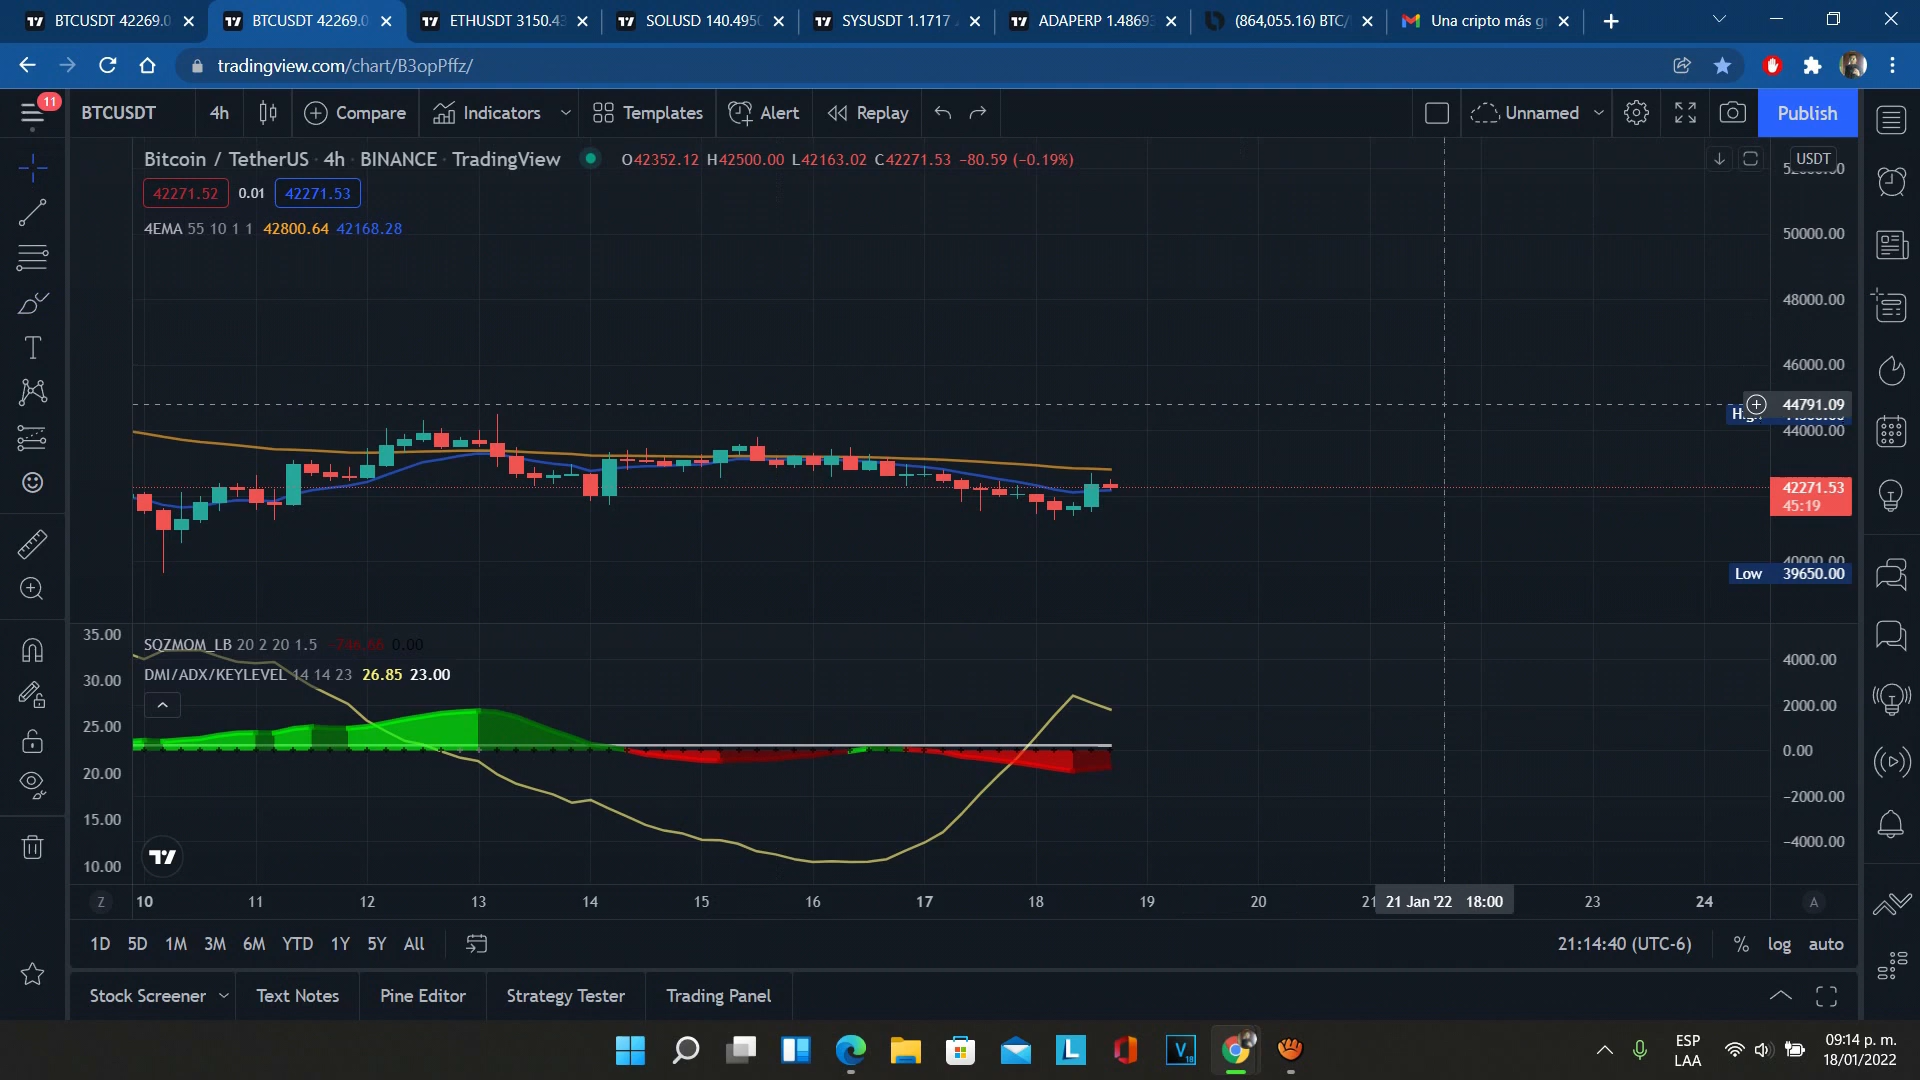 BTCUSDT 42269.0
BTCUSDT 42269.0
ETHUSDT 3150.43
SOLUSD 140.4950
SYSUSDT 1.1717
ADAPERP 1.4869
(864,055.16) BTC/
Una cripto más g
tradingview.com/chart/B3opPffz/
11
BTCUSDT
4h
Compare
Indicators
Templates
Alert
Replay
Unnamed
Publish
Bitcoin / TetherUS · 4h · BINANCE · TradingView
O42352.12 H42500.00 L42163.02 C42271.53 −80.59 (−0.19%)
USDT
42271.52 0.01 42271.53
4EMA 55 10 1 1 42800.64 42168.28
50000.00
48000.00
46000.00
44791.09
44000.00
42271.53
45:19
40000.00
Low 39650.00
35.00
30.00
25.00
20.00
15.00
10.00
SQZMOM_LB 20 2 20 1.5 0.00
DMI/ADX/KEYLEVEL 14 14 23 26.85 23.00
4000.00
2000.00
0.00
−2000.00
−4000.00
Z
10 11 12 13 14 15 16 17 18 19 20 21 21 Jan '22 18:00 23 24
A
1D 5D 1M 3M 6M YTD 1Y 5Y All
21:14:40 (UTC-6) % log auto
Stock Screener
Text Notes
Pine Editor
Strategy Tester
Trading Panel
ESP
LAA
09:14 p. m.
18/01/2022